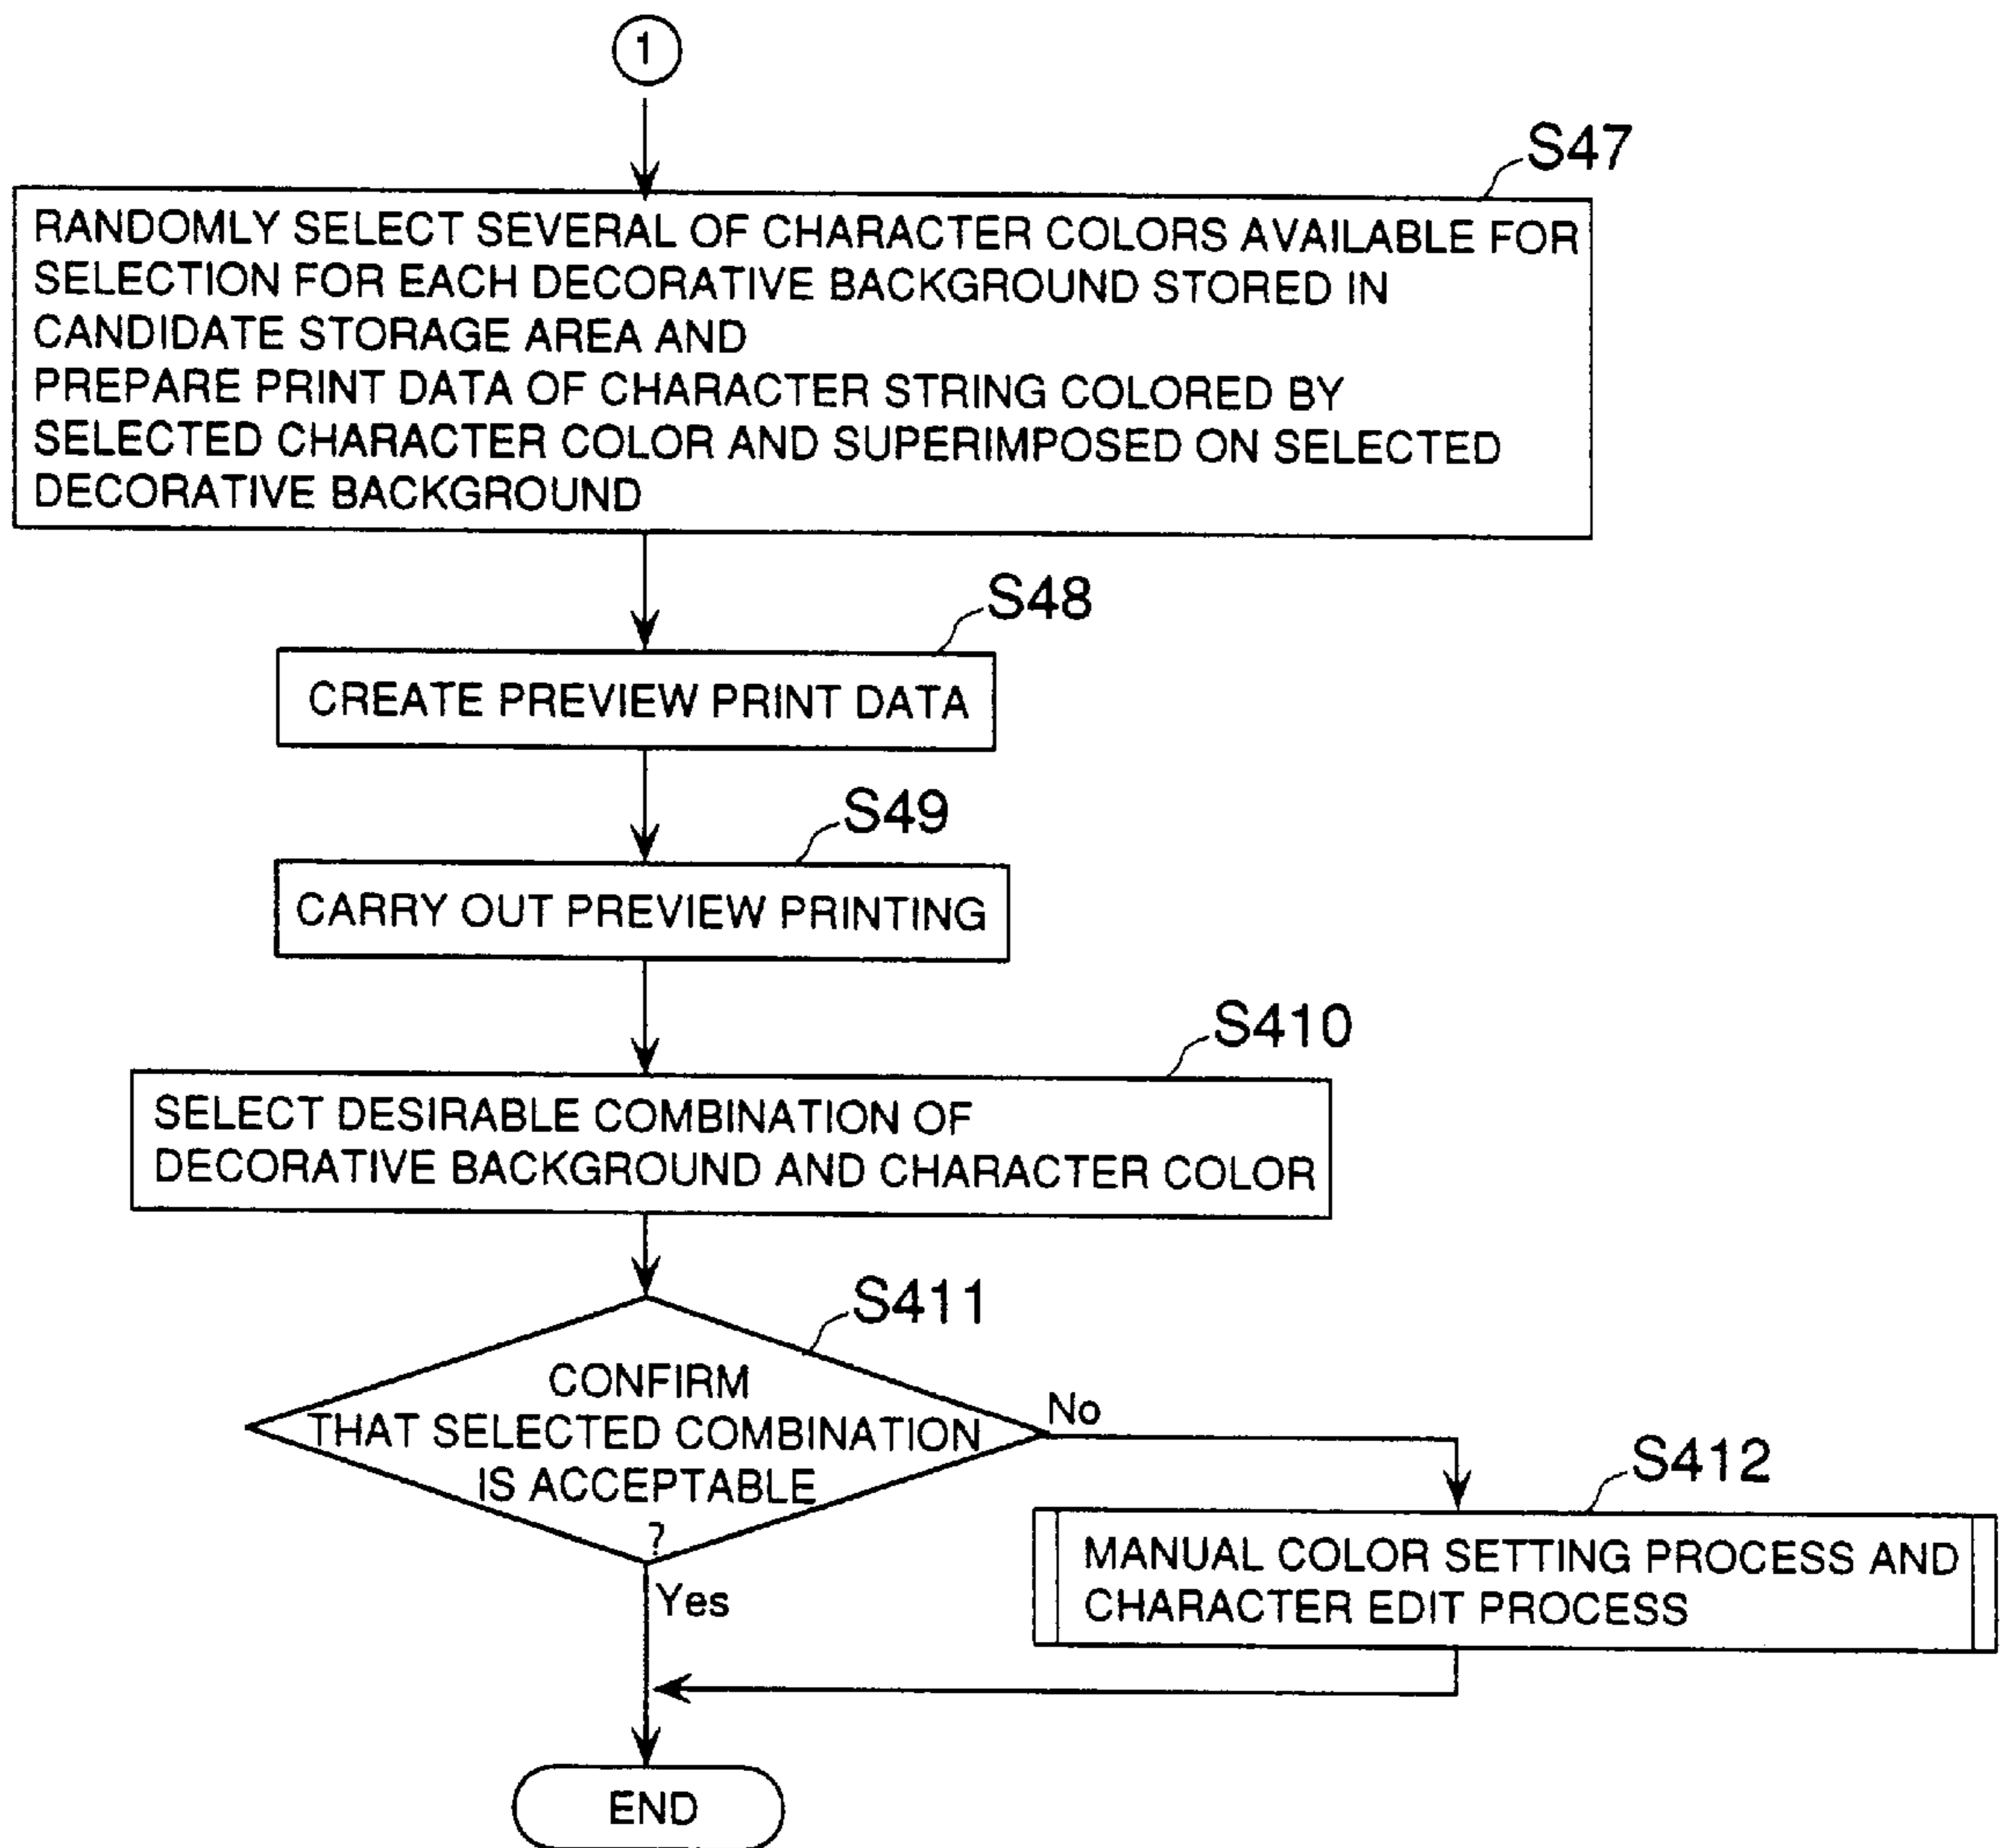 1
S47
RANDOMLY SELECT SEVERAL OF CHARACTER COLORS AVAILABLE FOR
SELECTION FOR EACH DECORATIVE BACKGROUND STORED IN
CANDIDATE STORAGE AREA AND
PREPARE PRINT DATA OF CHARACTER STRING COLORED BY
SELECTED CHARACTER COLOR AND SUPERIMPOSED ON SELECTED
DECORATIVE BACKGROUND
S48
CREATE PREVIEW PRINT DATA
S49
CARRY OUT PREVIEW PRINTING
S410
SELECT DESIRABLE COMBINATION OF
DECORATIVE BACKGROUND AND CHARACTER COLOR
S411
CONFIRM
THAT SELECTED COMBINATION
IS ACCEPTABLE
?
No
Yes
S412
MANUAL COLOR SETTING PROCESS AND
CHARACTER EDIT PROCESS
END